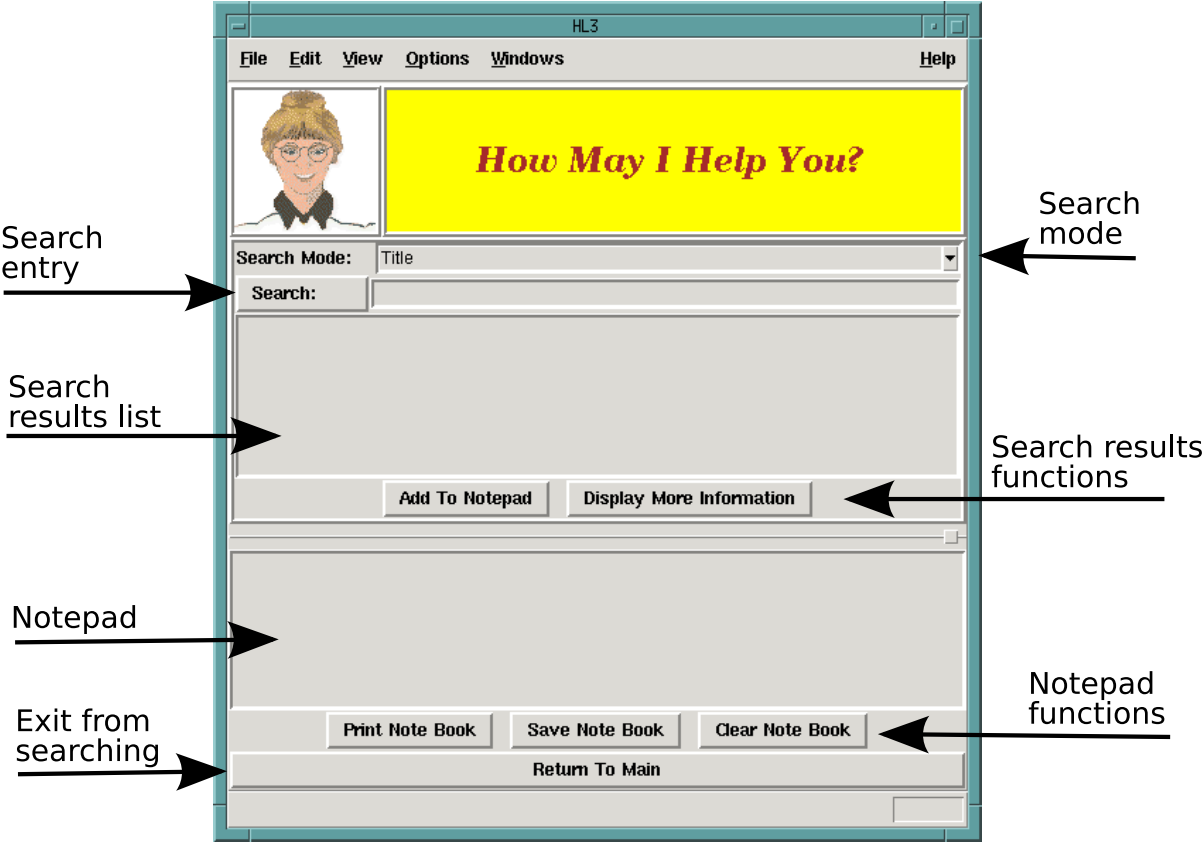 HL3
File Edit View Options Windows Help
How May I Help You?
Search
mode
Search
entry
Search Mode: Title
Search:
Search
results list
Search results
functions
Add To Notepad Display More Information
Notepad
Notepad
functions
Exit from
searching
Print Note Book Save Note Book Clear Note Book
Return To Main